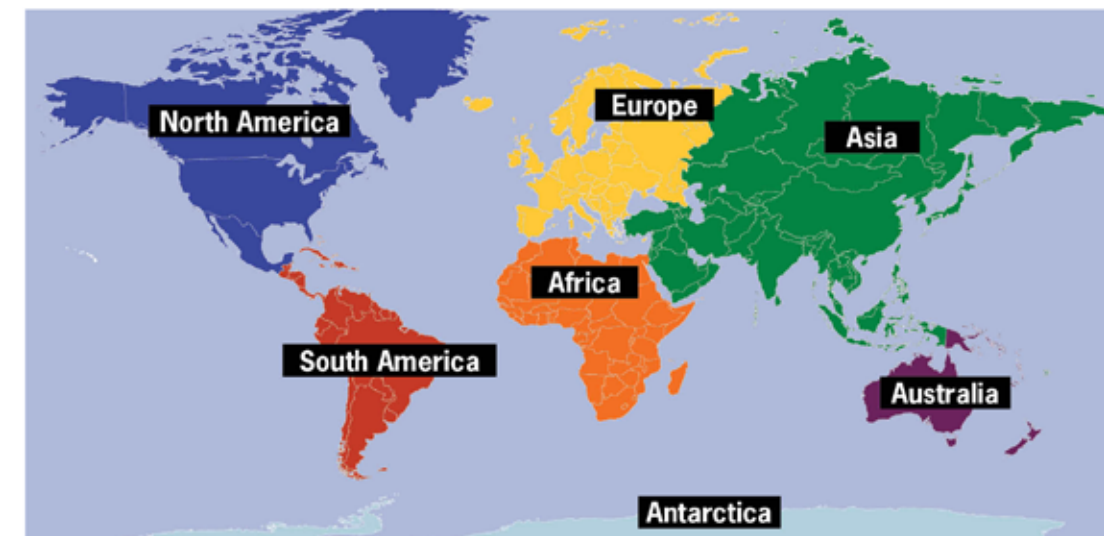 North America
Europe
Asia
Africa
South America
Australia
Antarctica